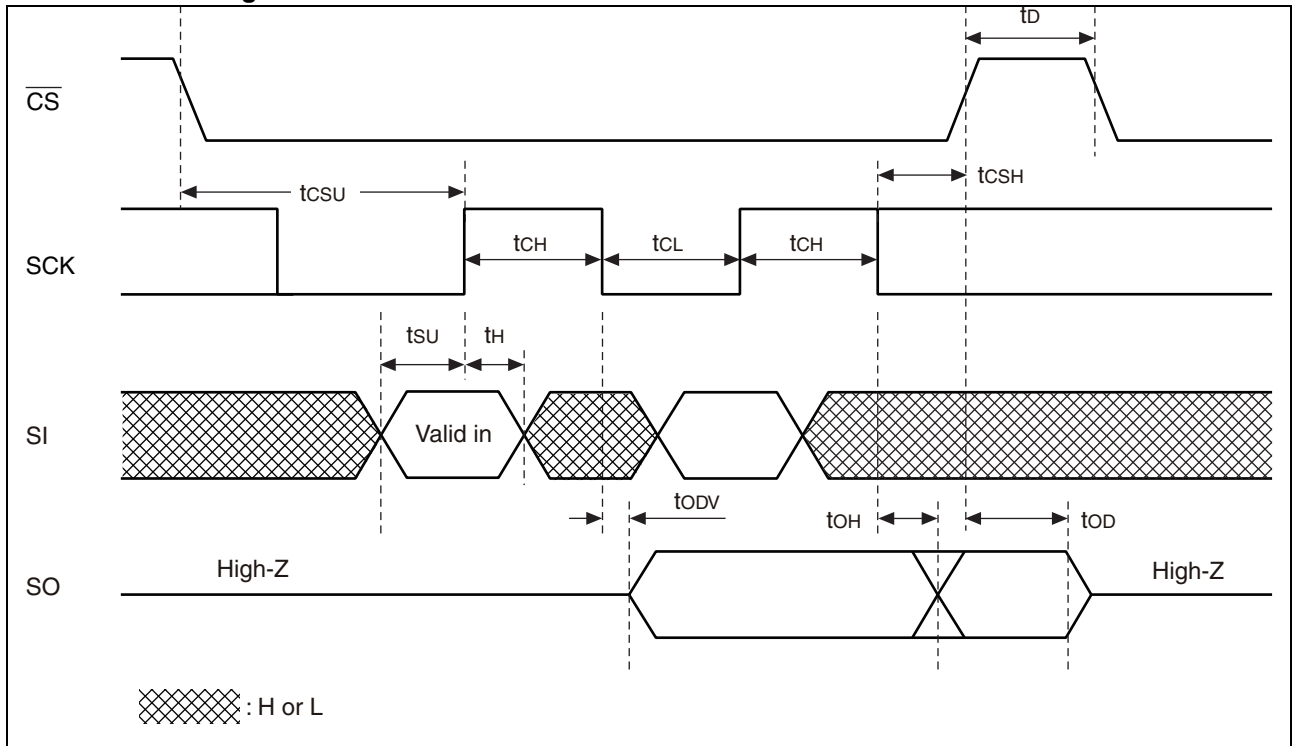 tD
CS
tCSU
tCSH
SCK
tCH
tCL
tCH
tSU
tH
SI
Valid in
tODV
tOH
tOD
SO
High-Z
High-Z
: H or L